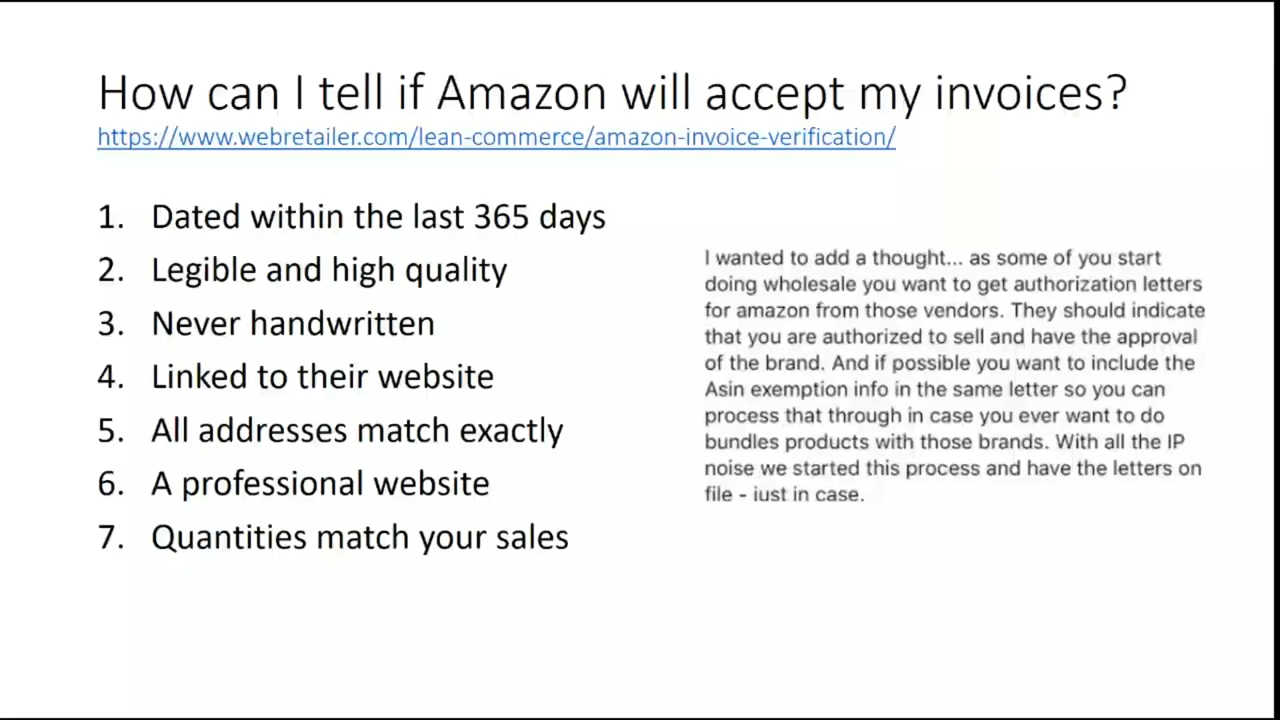 How can I tell if Amazon will accept my invoices?
https://www.webretailer.com/lean-commerce/amazon-invoice-verification/
1. Dated within the last 365 days
2. Legible and high quality
3. Never handwritten
4. Linked to their website
5. All addresses match exactly
6. A professional website
7. Quantities match your sales
I wanted to add a thought... as some of you start
doing wholesale you want to get authorization letters
for amazon from those vendors. They should indicate
that you are authorized to sell and have the approval
of the brand. And if possible you want to include the
Asin exemption info in the same letter so you can
process that through in case you ever want to do
bundles products with those brands. With all the IP
noise we started this process and have the letters on
file - just in case.